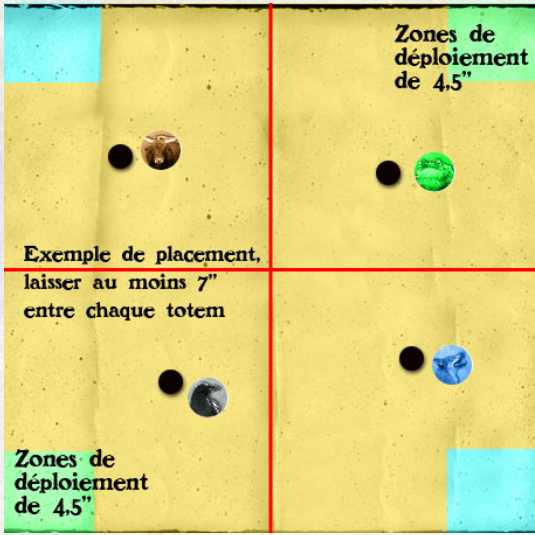 Zones de
déploiement
de 4,5"
Exemple de placement,
laisser au moins 7"
entre chaque totem
Zones de
déploiement
de 4,5"